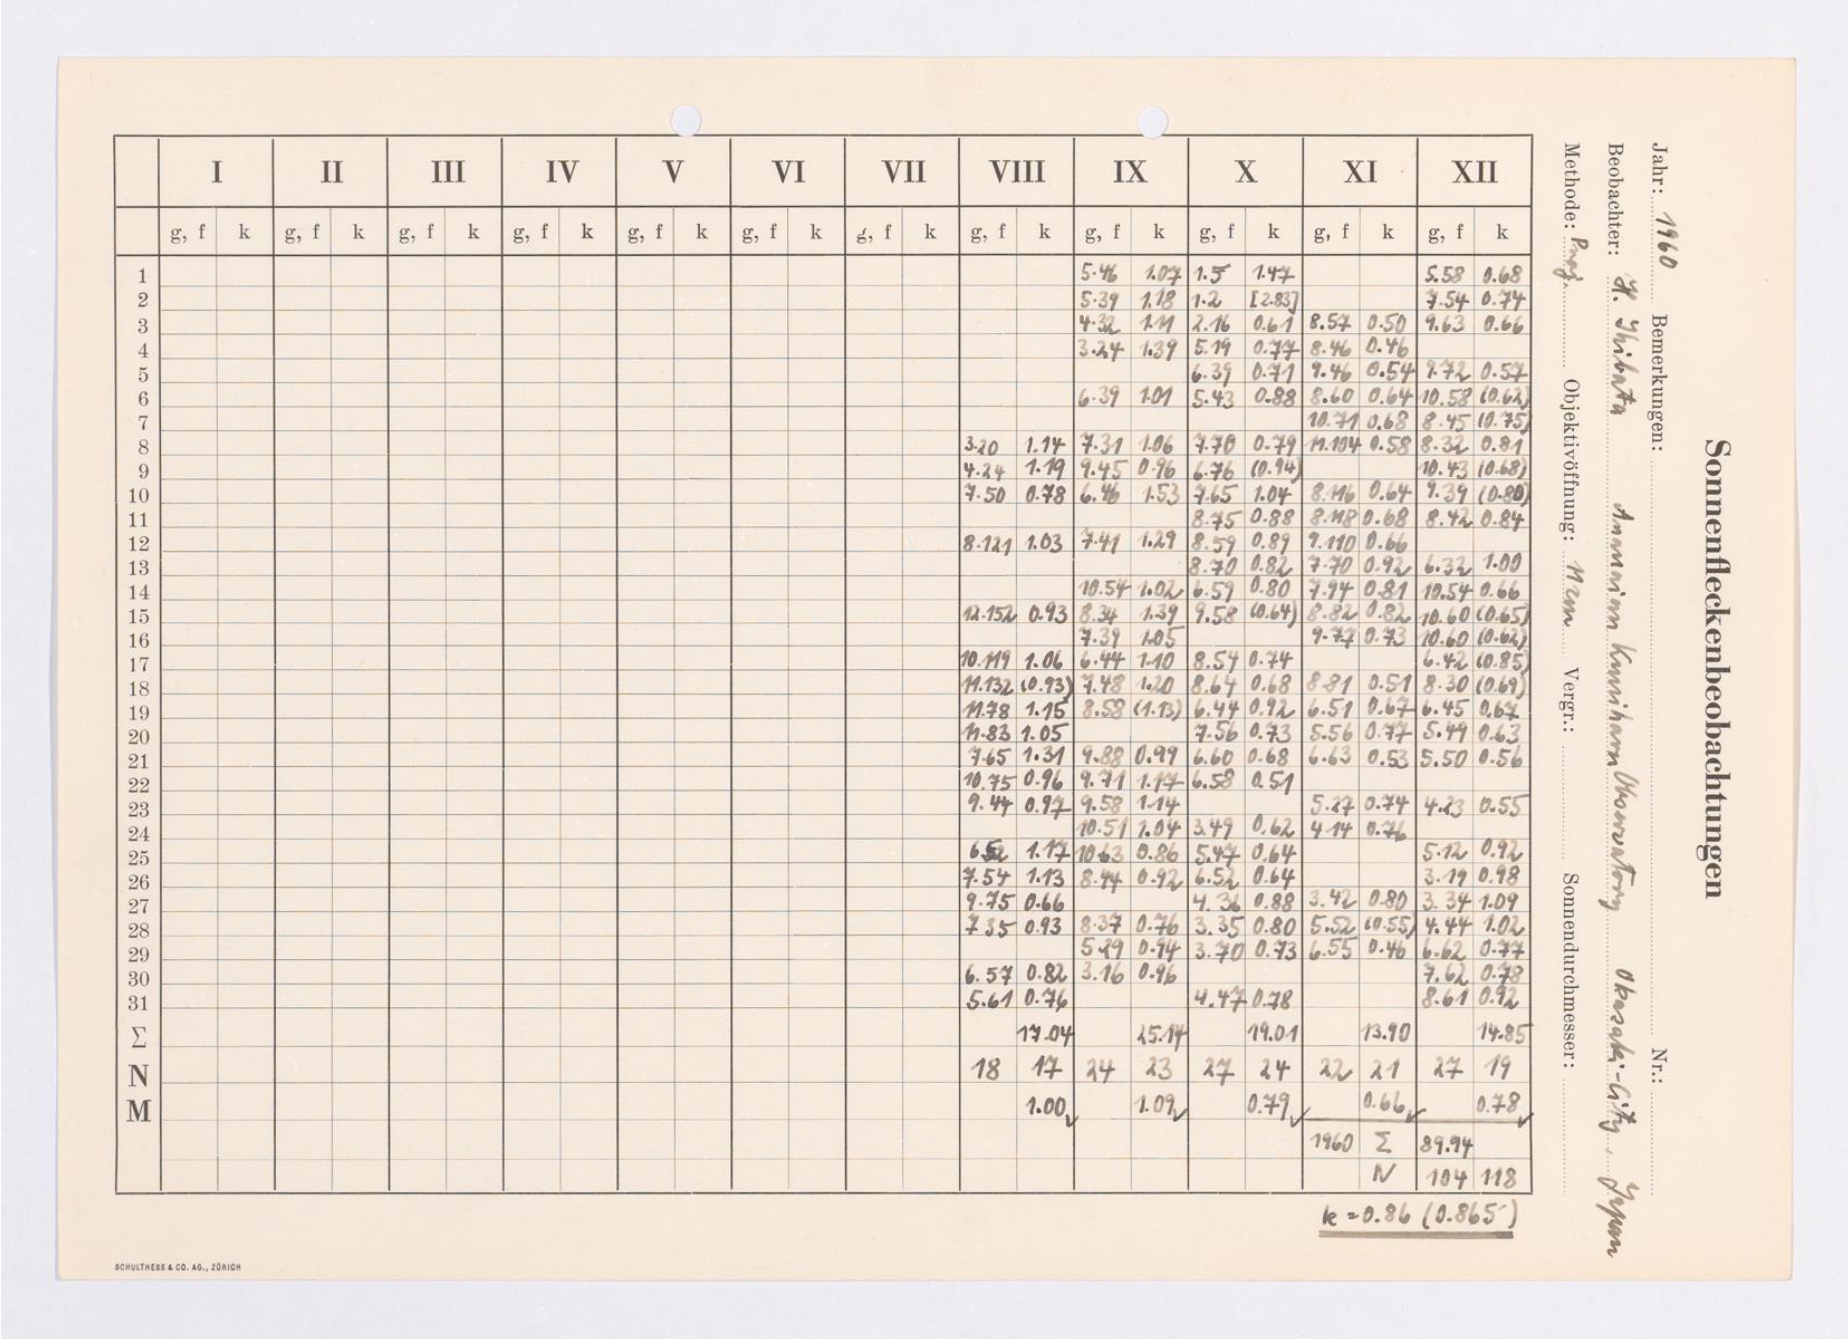 Sonnenfleckenbeobachtungen
Jahr: 1960 Bemerkungen: Nr.:
Beobachter: H. Observatory Okasaki-City, Japan
Methode: Proj. Objektivöffnung: 11 cm Vergr.: Sonnendurchmesser:
I II III IV V VI VII VIII IX X XI XII
g, f k g, f k g, f k g, f k g, f k g, f k g, f k g, f k g, f k g, f k g, f k g, f k
1 5.46 1.07 1.5 1.47 5.58 0.68
2 5.39 1.18 1.2 [2.83] 7.54 0.74
3 4.32 1.11 2.16 0.61 8.57 0.50 9.63 0.66
4 3.24 1.39 5.19 0.77 8.46 0.46
5 6.39 0.71 9.46 0.54 9.72 0.57
6 6.39 1.01 5.43 0.88 8.60 0.64 10.58 (0.62)
7 10.71 0.68 8.45 (0.75)
8 3.20 1.14 7.31 1.06 7.70 0.79 11.104 0.58 8.32 0.81
9 4.24 1.19 9.45 0.96 6.76 (0.94) 10.43 (0.68)
10 7.50 0.78 6.46 1.53 7.65 1.04 8.116 0.64 9.39 (0.80)
11 8.75 0.88 8.118 0.68 8.42 0.84
12 8.121 1.03 7.41 1.29 8.59 0.89 9.110 0.66
13 8.70 0.82 7.70 0.92 6.32 1.00
14 10.54 1.02 6.59 0.80 7.94 0.81 10.54 0.66
15 12.152 0.93 8.34 1.39 9.58 (0.64) 8.82 0.82 10.60 (0.65)
16 7.39 1.05 9.77 0.73 10.60 (0.62)
17 10.119 1.06 6.44 1.10 8.54 0.74 6.42 (0.85)
18 11.132 (0.93) 7.48 1.20 8.64 0.68 8.81 0.51 8.30 (0.69)
19 11.78 1.15 8.58 (1.13) 6.44 0.92 6.51 0.67 6.45 0.67
20 11.83 1.05 7.56 0.73 5.56 0.77 5.49 0.63
21 7.65 1.31 9.88 0.99 6.60 0.68 6.63 0.53 5.50 0.56
22 10.75 0.96 9.71 1.17 6.58 0.51
23 9.44 0.97 9.58 1.14 5.27 0.74 4.23 0.55
24 10.51 1.04 3.49 0.62 4.14 0.76
25 1.17 10.63 0.86 5.47 0.64 5.12 0.92
26 7.54 1.13 8.44 0.92 6.52 0.64 3.19 0.98
27 9.75 0.66 4.36 0.88 3.42 0.80 3.34 1.09
28 7.35 0.93 8.37 0.76 3.35 0.80 5.52 (0.55) 4.44 1.02
29 5.29 0.94 3.70 0.73 6.55 0.46 6.62 0.77
30 6.57 0.82 3.16 0.96 7.62 0.78
31 5.61 0.76 4.47 0.78 8.61 0.92
Σ 17.04 25.14 19.01 13.90 14.85
N 18 17 24 23 27 24 22 21 27 19
M 1.00 1.09 0.79 0.66 0.78
1960 Σ 89.94
N 104 118
k = 0.86 (0.865)
SCHULTHESS & CO. AG., ZÜRICH